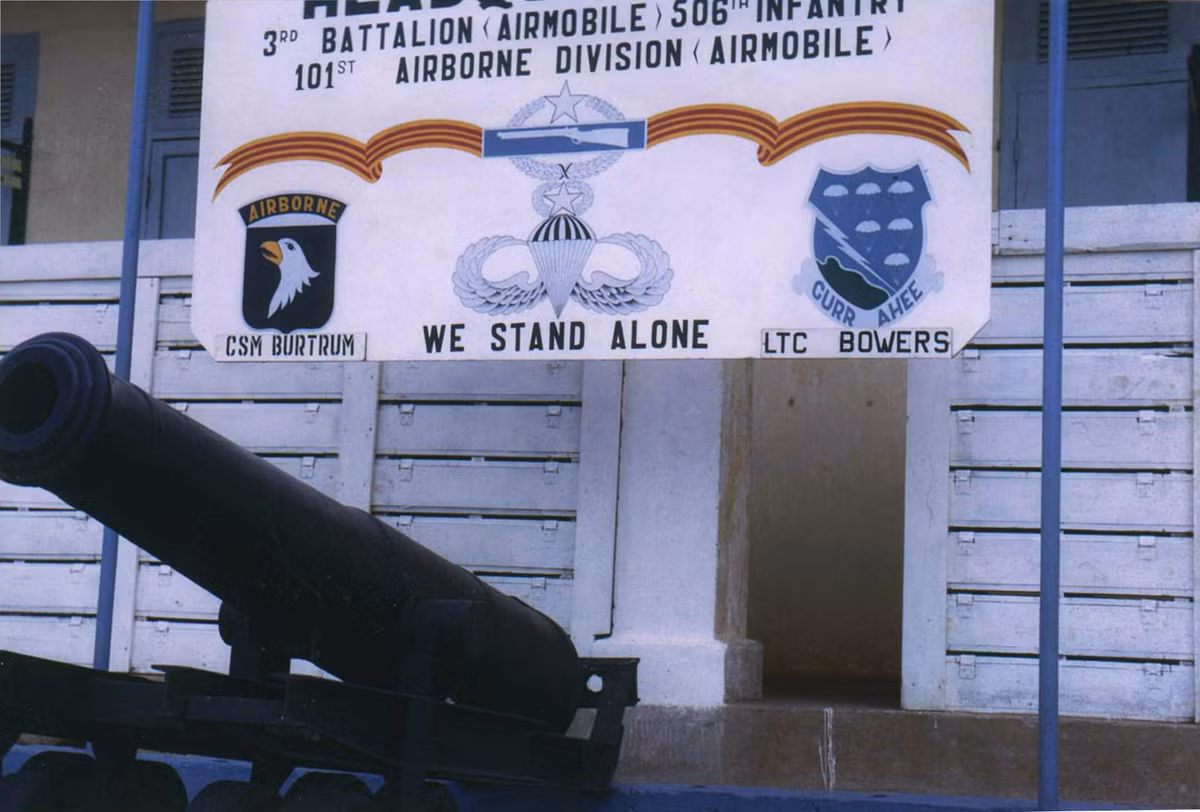 HEADQU
3RD BATTALION (AIRMOBILE) 506TH INFANTRY
101ST AIRBORNE DIVISION (AIRMOBILE)
AIRBORNE
CURR AHEE
CSM BURTRUM
WE STAND ALONE
LTC BOWERS